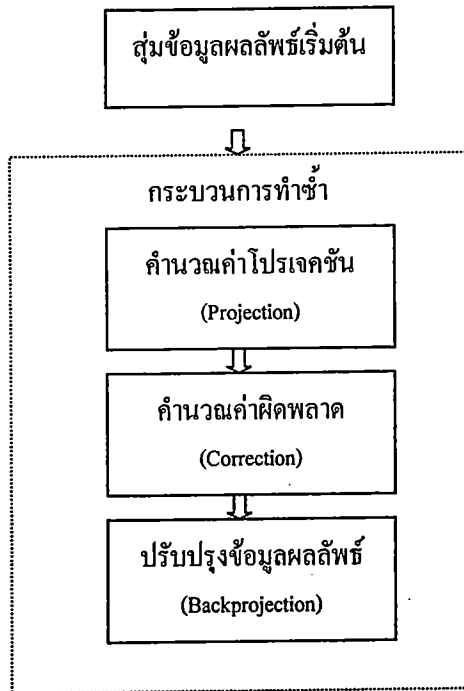 สุ่มข้อมูลผลลัพธ์เริ่มต้น
กระบวนการทำซ้ำ
คำนวณค่าโปรเจคชัน
(Projection)
คำนวณค่าผิดพลาด
(Correction)
ปรับปรุงข้อมูลผลลัพธ์
(Backprojection)